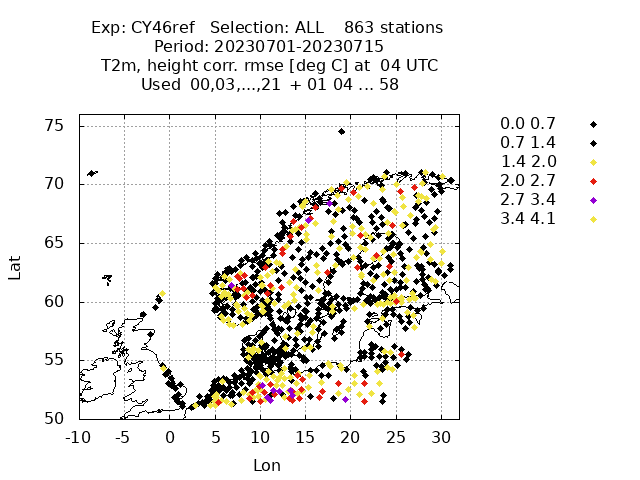 Exp: CY46ref   Selection: ALL    863 stations
Period: 20230701-20230715
T2m, height corr. rmse [deg C] at  04 UTC
Used  00,03,...,21  + 01 04 ... 58
0.0 0.7
0.7 1.4
1.4 2.0
2.0 2.7
2.7 3.4
3.4 4.1
75
70
65
60
55
50
Lat
-10 -5 0 5 10 15 20 25 30
Lon